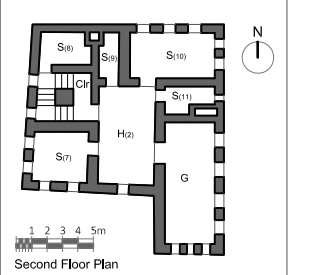 N
S(8)
S(9)
S(10)
Clr
S(11)
H(2)
S(7)
G
1 2 3 4 5m
Second Floor Plan